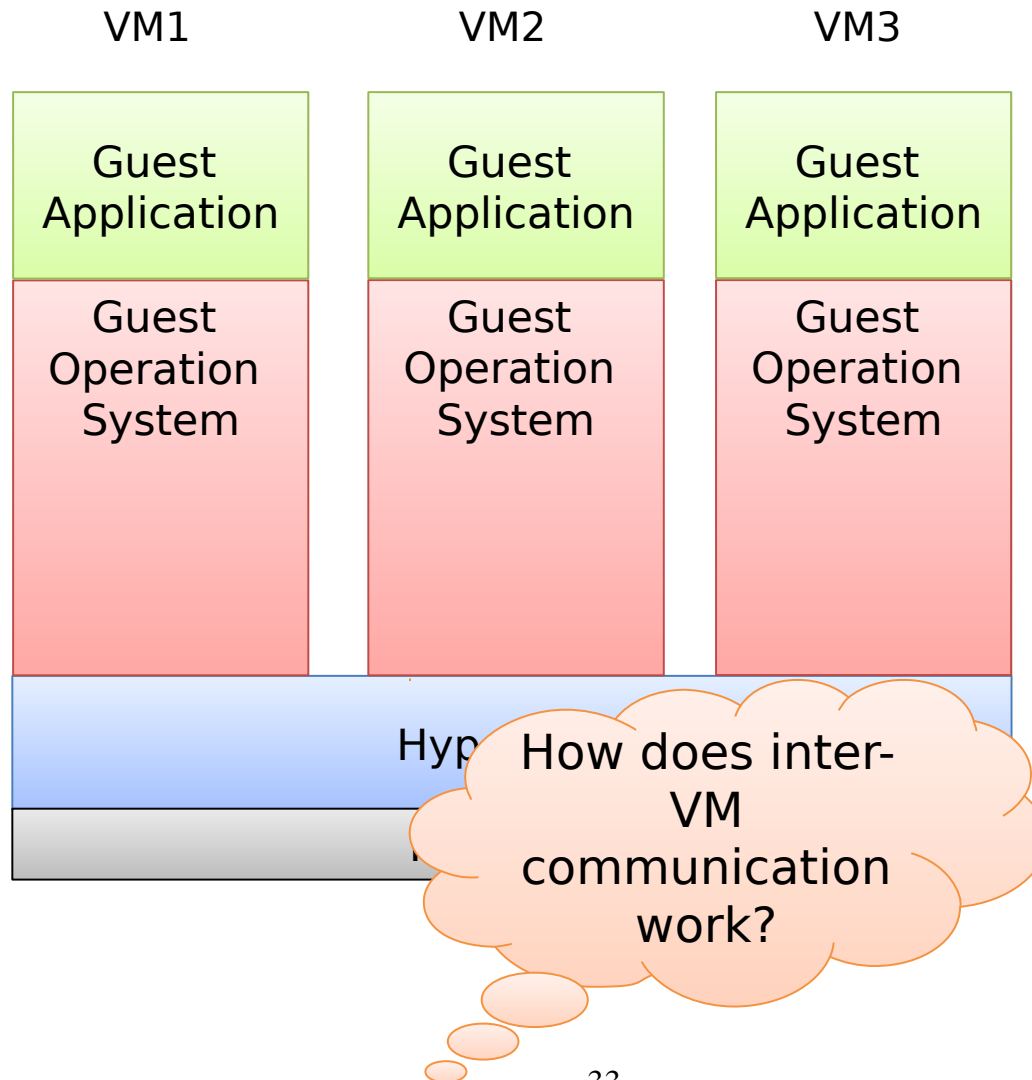 VM1
VM2
VM3
Guest
Application
Guest
Application
Guest
Application
Guest
Operation
System
Guest
Operation
System
Guest
Operation
System
Hyp
How does inter-
VM
communication
work?